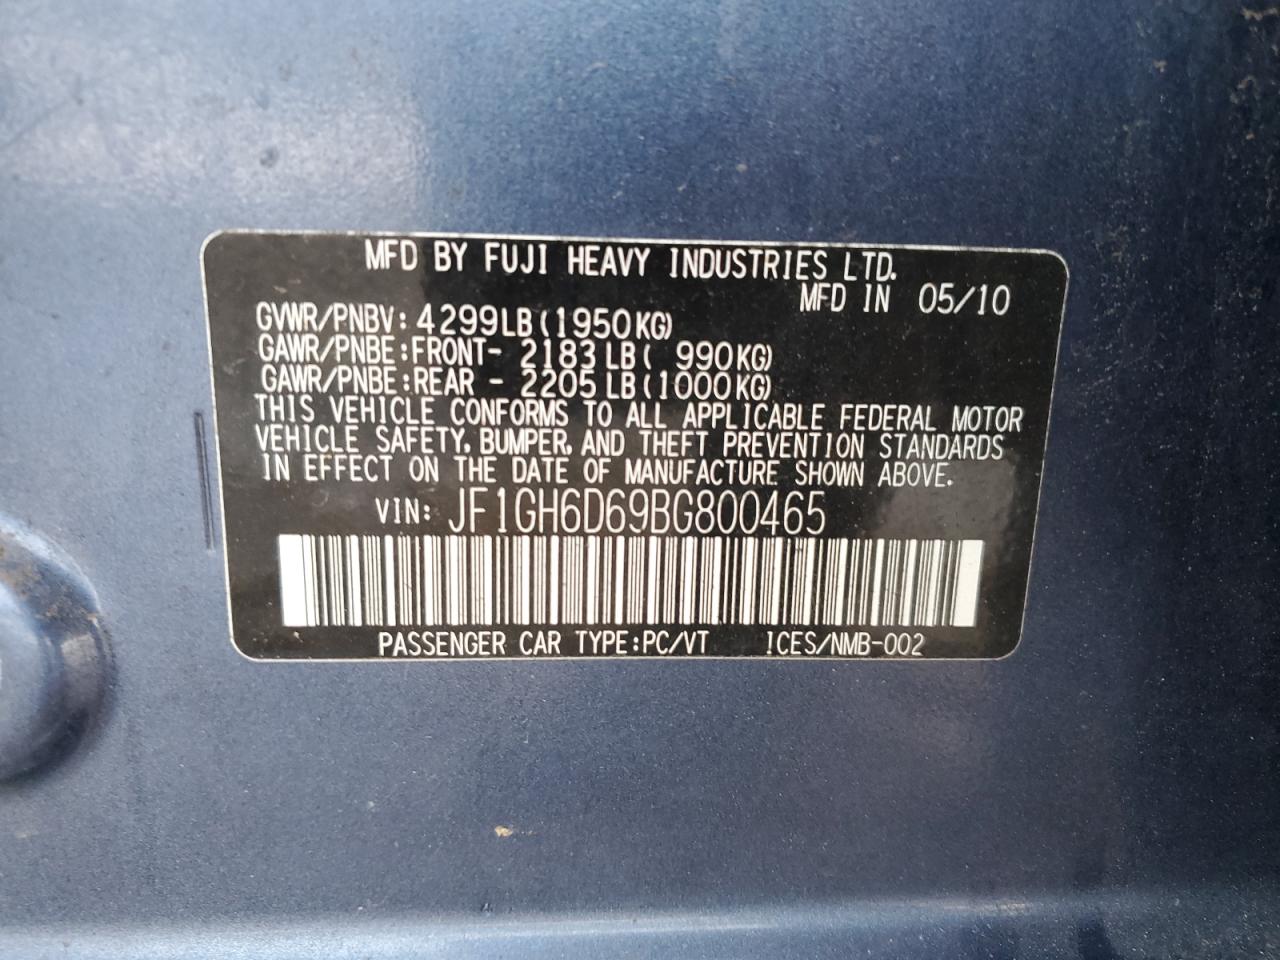 MFD BY FUJI HEAVY INDUSTRIES LTD.
MFD IN 05/10
GVWR/PNBV: 4299LB(1950KG)
GAWR/PNBE:FRONT- 2183LB( 990KG)
GAWR/PNBE:REAR - 2205LB(1000KG)
THIS VEHICLE CONFORMS TO ALL APPLICABLE FEDERAL MOTOR
VEHICLE SAFETY, BUMPER, AND THEFT PREVENTION STANDARDS
IN EFFECT ON THE DATE OF MANUFACTURE SHOWN ABOVE.
VIN: JF1GH6D69BG800465
PASSENGER CAR TYPE:PC/VT ICES/NMB-002